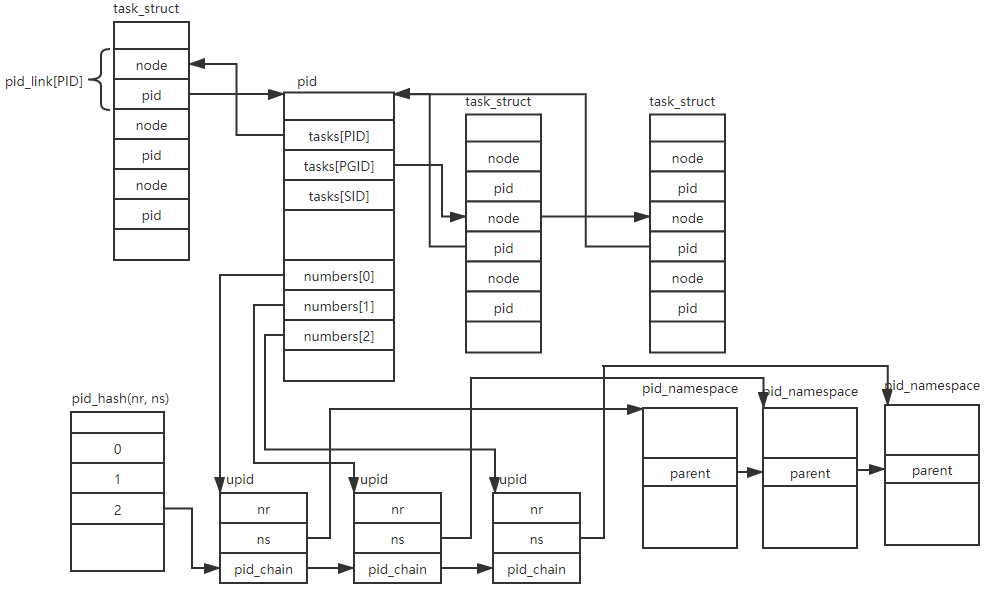 task_struct
node
pid_link[PID]
pid
node
pid
node
pid
pid
tasks[PID]
tasks[PGID]
tasks[SID]
numbers[0]
numbers[1]
numbers[2]
task_struct
node
pid
node
pid
node
pid
task_struct
node
pid
node
pid
node
pid
pid_hash(nr, ns)
0
1
2
upid
nr
ns
pid_chain
upid
nr
ns
pid_chain
upid
nr
ns
pid_chain
pid_namespace
parent
pid_namespace
parent
pid_namespace
parent